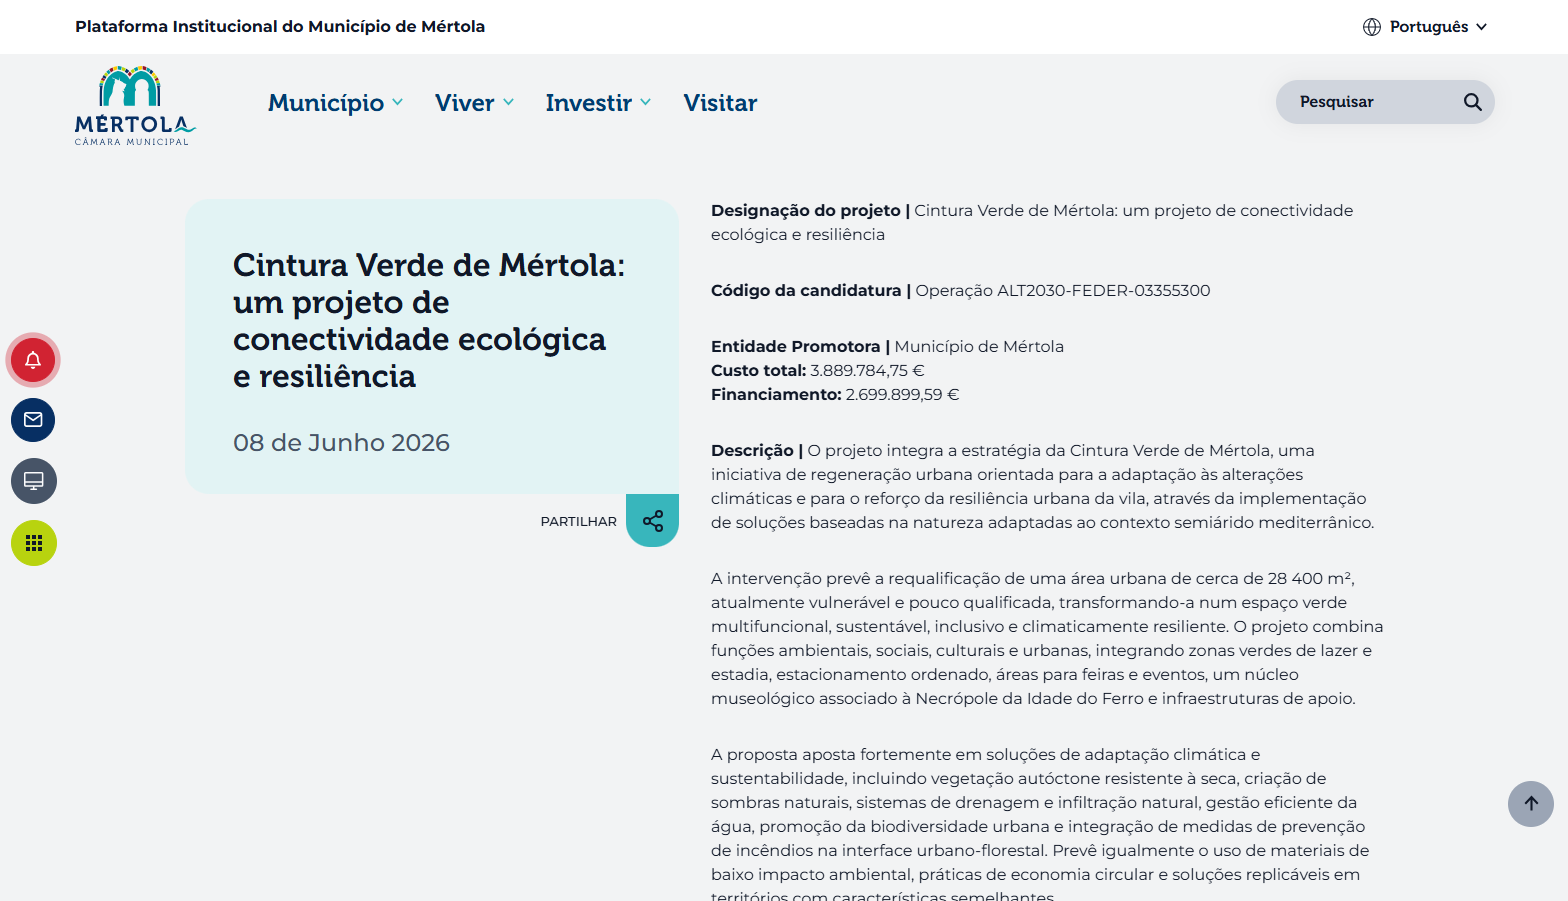 Plataforma Institucional do Município de Mértola
Português
MÉRTOLA
CÂMARA MUNICIPAL
Município
Viver
Investir
Visitar
Pesquisar
Cintura Verde de Mértola:
um projeto de
conectividade ecológica
e resiliência
08 de Junho 2026
PARTILHAR
Designação do projeto | Cintura Verde de Mértola: um projeto de conectividade
ecológica e resiliência
Código da candidatura | Operação ALT2030-FEDER-03355300
Entidade Promotora | Município de Mértola
Custo total: 3.889.784,75 €
Financiamento: 2.699.899,59 €
Descrição | O projeto integra a estratégia da Cintura Verde de Mértola, uma
iniciativa de regeneração urbana orientada para a adaptação às alterações
climáticas e para o reforço da resiliência urbana da vila, através da implementação
de soluções baseadas na natureza adaptadas ao contexto semiárido mediterrânico.
A intervenção prevê a requalificação de uma área urbana de cerca de 28 400 m²,
atualmente vulnerável e pouco qualificada, transformando-a num espaço verde
multifuncional, sustentável, inclusivo e climaticamente resiliente. O projeto combina
funções ambientais, sociais, culturais e urbanas, integrando zonas verdes de lazer e
estadia, estacionamento ordenado, áreas para feiras e eventos, um núcleo
museológico associado à Necrópole da Idade do Ferro e infraestruturas de apoio.
A proposta aposta fortemente em soluções de adaptação climática e
sustentabilidade, incluindo vegetação autóctone resistente à seca, criação de
sombras naturais, sistemas de drenagem e infiltração natural, gestão eficiente da
água, promoção da biodiversidade urbana e integração de medidas de prevenção
de incêndios na interface urbano-florestal. Prevê igualmente o uso de materiais de
baixo impacto ambiental, práticas de economia circular e soluções replicáveis em
territórios com características semelhantes.